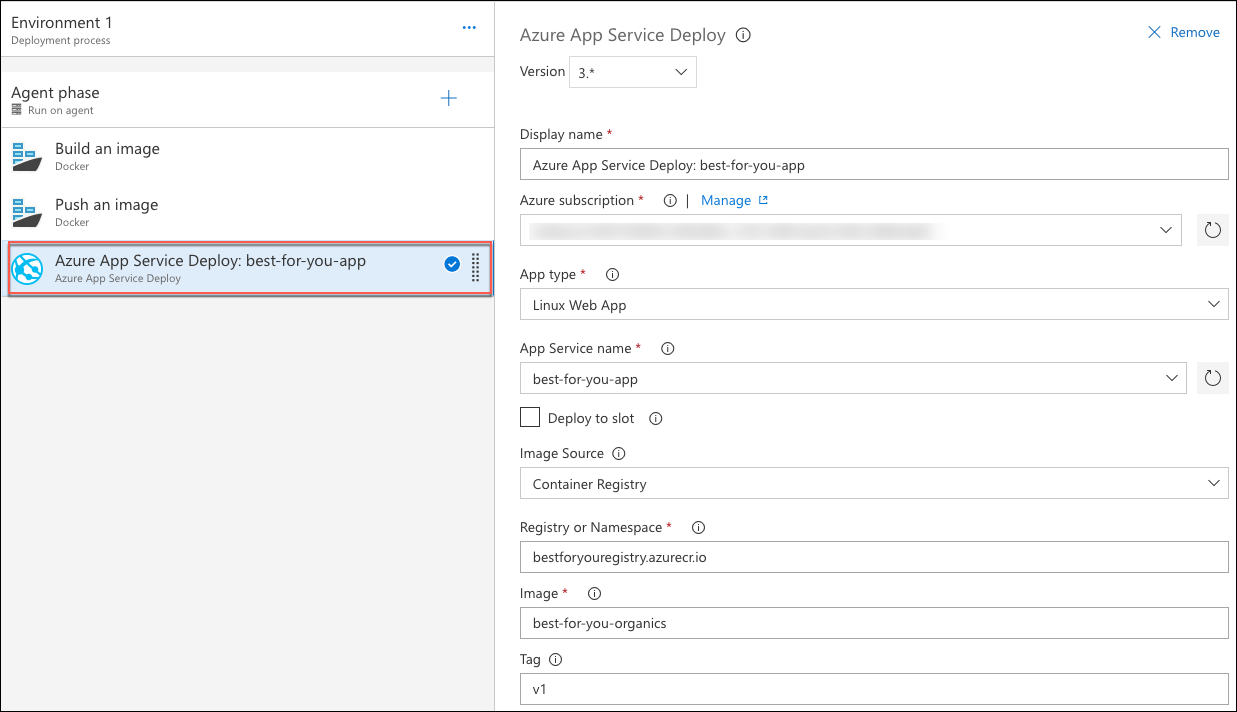 Environment 1
Deployment process
Agent phase
Run on agent
Build an image
Docker
Push an image
Docker
Azure App Service Deploy: best-for-you-app
Azure App Service Deploy
Azure App Service Deploy
Remove
Version 3.*
Display name *
Azure App Service Deploy: best-for-you-app
Azure subscription * | Manage
App type *
Linux Web App
App Service name *
best-for-you-app
Deploy to slot
Image Source
Container Registry
Registry or Namespace *
bestforyouregistry.azurecr.io
Image *
best-for-you-organics
Tag
v1